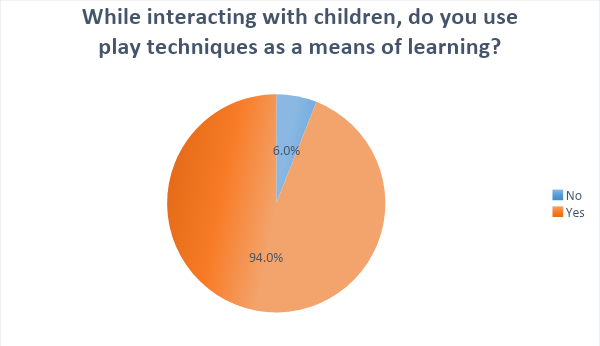 While interacting with children, do you use
play techniques as a means of learning?
6.0%
94.0%
No
Yes